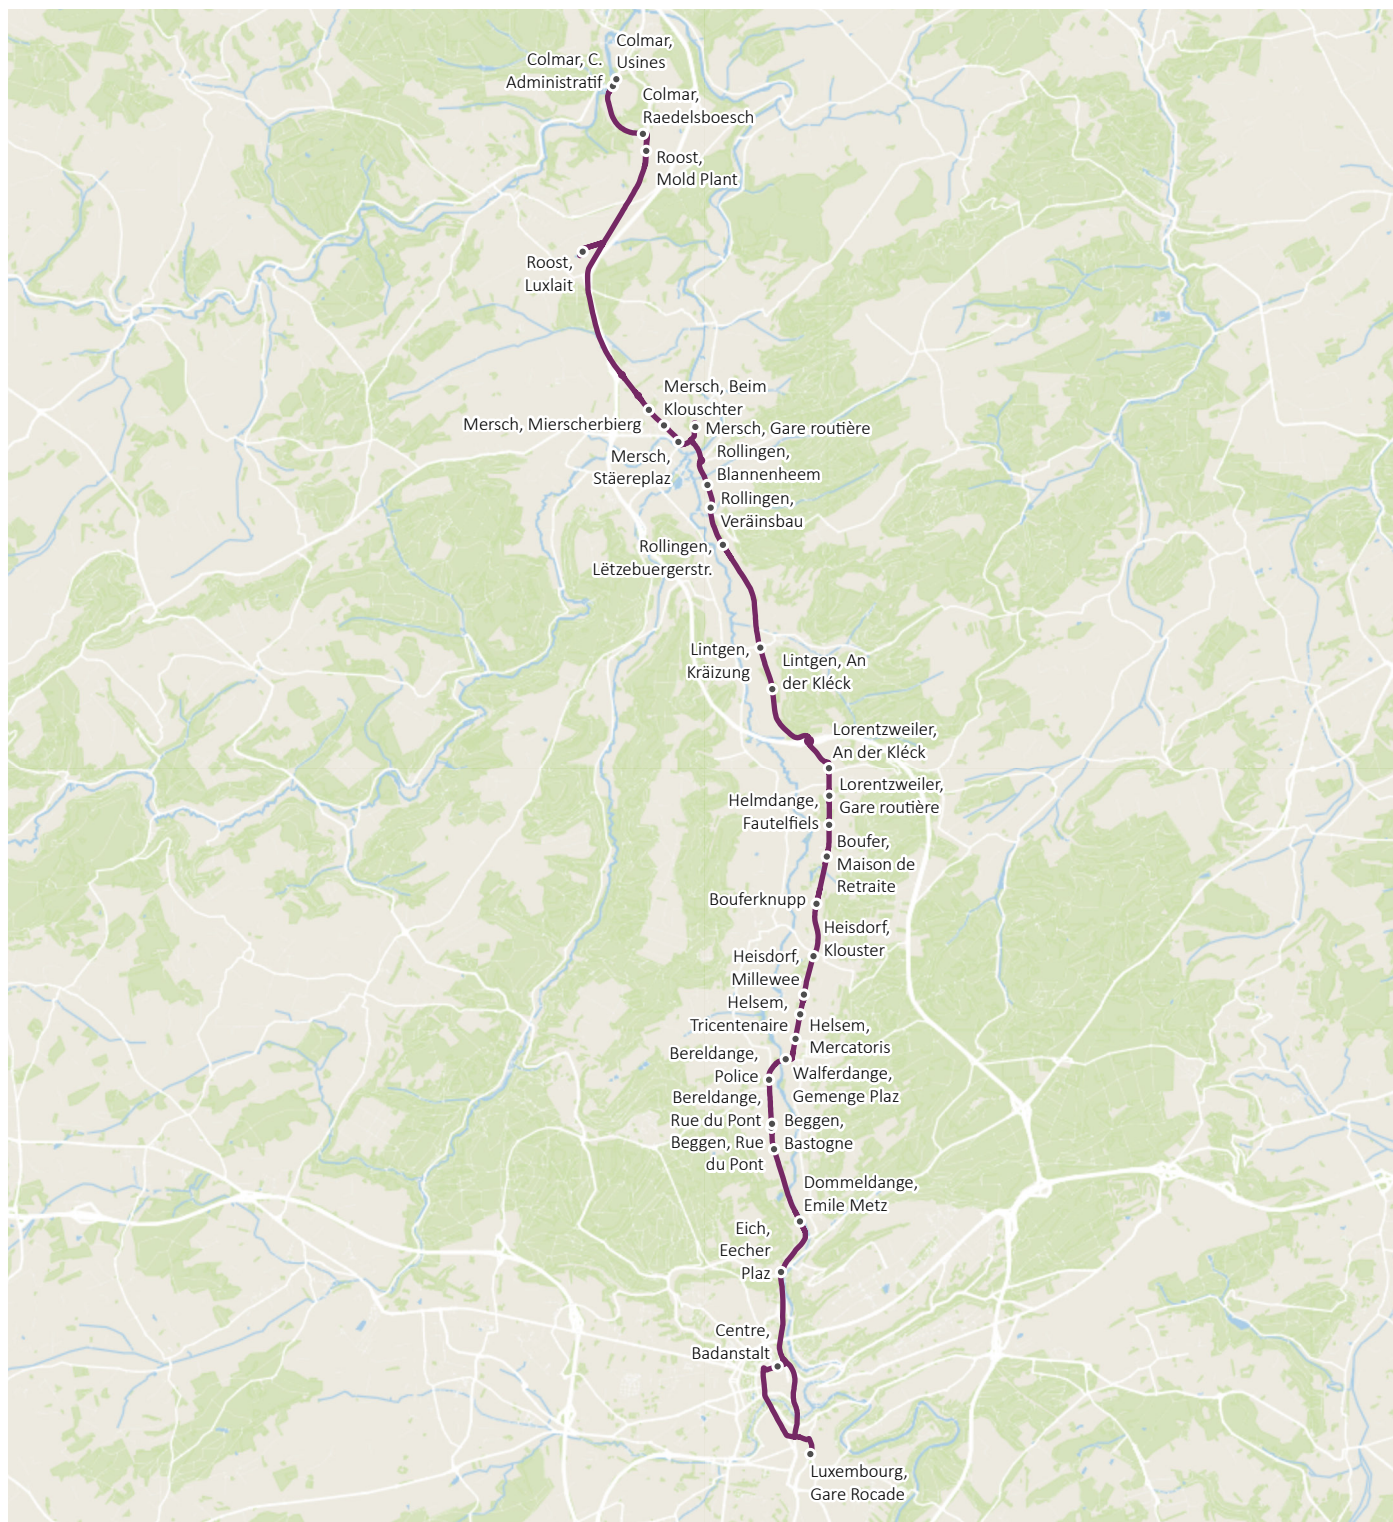 Colmar,
Usines
Colmar, C.
Administratif
Colmar,
Raedelsboesch
Roost,
Mold Plant
Roost,
Luxlait
Mersch, Beim
Klouschter
Mersch, Mierscherbierg
Mersch, Gare routière
Mersch,
Stäereplaz
Rollingen,
Blannenheem
Rollingen,
Veräinsbau
Rollingen,
Lëtzebuergerstr.
Lintgen,
Kräizung
Lintgen, An
der Kléck
Lorentzweiler,
An der Kléck
Lorentzweiler,
Gare routière
Helmdange,
Fautelfiels
Boufer,
Maison de
Retraite
Bouferknupp
Heisdorf,
Klouster
Heisdorf,
Millewee
Helsem,
Tricentenaire
Helsem,
Mercatoris
Bereldange,
Police
Walferdange,
Gemenge Plaz
Bereldange,
Rue du Pont
Beggen,
Bastogne
Beggen, Rue
du Pont
Dommeldange,
Emile Metz
Eich,
Eecher
Plaz
Centre,
Badanstalt
Luxembourg,
Gare Rocade